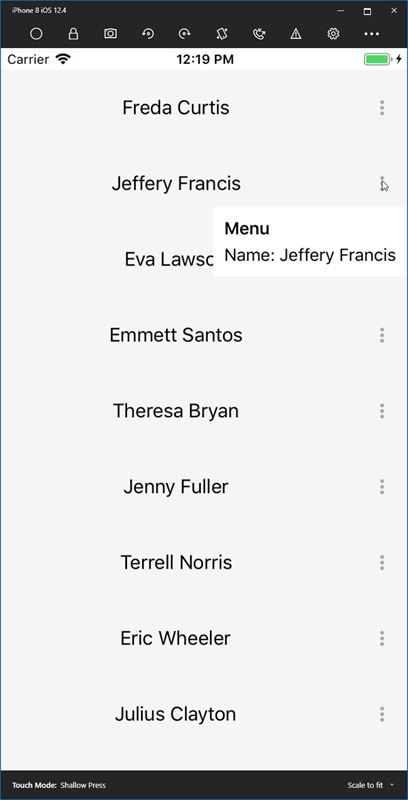 iPhone 8 iOS 12.4
Carrier 12:19 PM
Freda Curtis
Jeffery Francis
Menu
Name: Jeffery Francis
Eva Lawso
Emmett Santos
Theresa Bryan
Jenny Fuller
Terrell Norris
Eric Wheeler
Julius Clayton
Touch Mode: Shallow Press Scale to fit